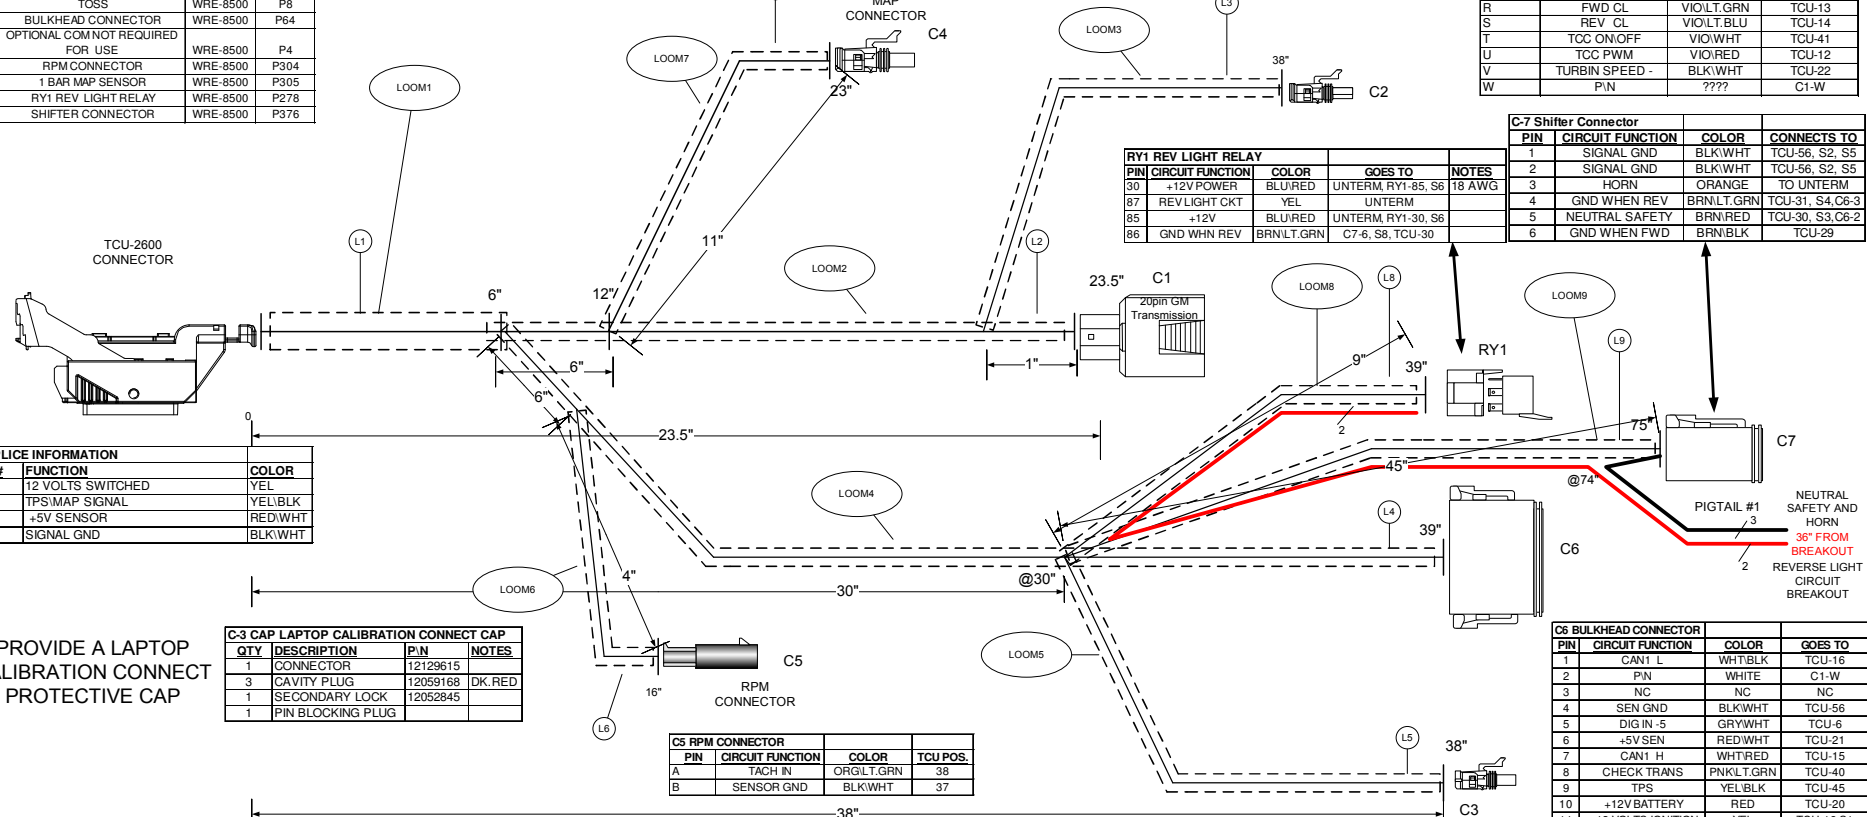 TOSS WRE-8500 P8
BULKHEAD CONNECTOR WRE-8500 P64
OPTIONAL COM NOT REQUIRED
FOR USE WRE-8500 P4
RPM CONNECTOR WRE-8500 P304
1 BAR MAP SENSOR WRE-8500 P305
RY1 REV LIGHT RELAY WRE-8500 P278
SHIFTER CONNECTOR WRE-8500 P376
MAP
CONNECTOR
C4
L3
LOOM7
LOOM3
LOOM1
38"
C2
23"
R FWD CL VIO\LT.GRN TCU-13
S REV CL VIO\LT.BLU TCU-14
T TCC ON\OFF VIO\WHT TCU-41
U TCC PWM VIO\RED TCU-12
V TURBIN SPEED - BLK\WHT TCU-22
W P\N ???? C1-W
C-7 Shifter Connector
PIN CIRCUIT FUNCTION COLOR CONNECTS TO
1 SIGNAL GND BLK\WHT TCU-56, S2, S5
2 SIGNAL GND BLK\WHT TCU-56, S2, S5
3 HORN ORANGE TO UNTERM
4 GND WHEN REV BRN\LT.GRN TCU-31, S4,C6-3
5 NEUTRAL SAFETY BRN\RED TCU-30, S3,C6-2
6 GND WHEN FWD BRN\BLK TCU-29
RY1 REV LIGHT RELAY
PIN CIRCUIT FUNCTION COLOR GOES TO NOTES
30 +12V POWER BLU\RED UNTERM, RY1-85, S6 18 AWG
87 REV LIGHT CKT YEL UNTERM
85 +12V BLU\RED UNTERM, RY1-30, S6
86 GND WHN REV BRN\LT.GRN C7-6, S8, TCU-30
TCU-2600
CONNECTOR
L1
11"
L2
LOOM2
6"
12"
23.5"
C1
20pin GM
Transmission
LOOM8
L8
LOOM9
L9
6"
1"
9"
39"
RY1
6"
0
23.5"
2
75"
C7
45"
@74"
PLICE INFORMATION
# FUNCTION COLOR
12 VOLTS SWITCHED YEL
TPS\MAP SIGNAL YEL\BLK
+5V SENSOR RED\WHT
SIGNAL GND BLK\WHT
LOOM4
L4
39"
C6
PIGTAIL #1
3
2
NEUTRAL
SAFETY AND
HORN
36" FROM
BREAKOUT
REVERSE LIGHT
CIRCUIT
BREAKOUT
LOOM6
4"
30"
@30"
PROVIDE A LAPTOP
ALIBRATION CONNECT
PROTECTIVE CAP
C-3 CAP LAPTOP CALIBRATION CONNECT CAP
QTY DESCRIPTION P\N NOTES
1 CONNECTOR 12129615
3 CAVITY PLUG 12059168 DK.RED
1 SECONDARY LOCK 12052845
1 PIN BLOCKING PLUG
C5
RPM
CONNECTOR
16"
L6
LOOM5
C5 RPM CONNECTOR
PIN CIRCUIT FUNCTION COLOR TCU POS.
A TACH IN ORG\LT.GRN 38
B SENSOR GND BLK\WHT 37
L5
38"
C3
38"
C6 BULKHEAD CONNECTOR
PIN CIRCUIT FUNCTION COLOR GOES TO
1 CAN1 L WHT\BLK TCU-16
2 P\N WHITE C1-W
3 NC NC NC
4 SEN GND BLK\WHT TCU-56
5 DIG IN -5 GRY\WHT TCU-6
6 +5V SEN RED\WHT TCU-21
7 CAN1 H WHT\RED TCU-15
8 CHECK TRANS PNK\LT.GRN TCU-40
9 TPS YEL\BLK TCU-45
10 +12V BATTERY RED TCU-20